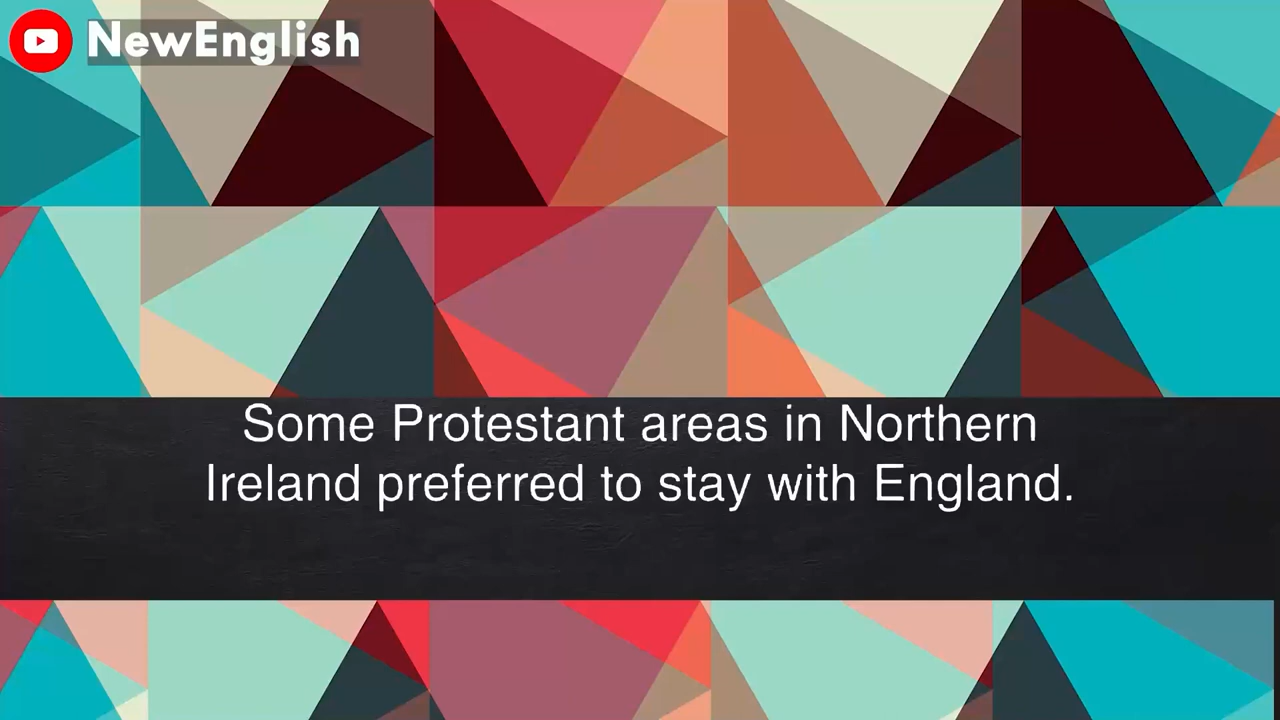 NewEnglish
Some Protestant areas in Northern
Ireland preferred to stay with England.